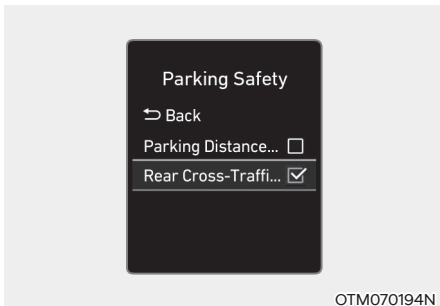 Parking Safety
Back
Parking Distance...
Rear Cross-Traffi...
OTM070194N